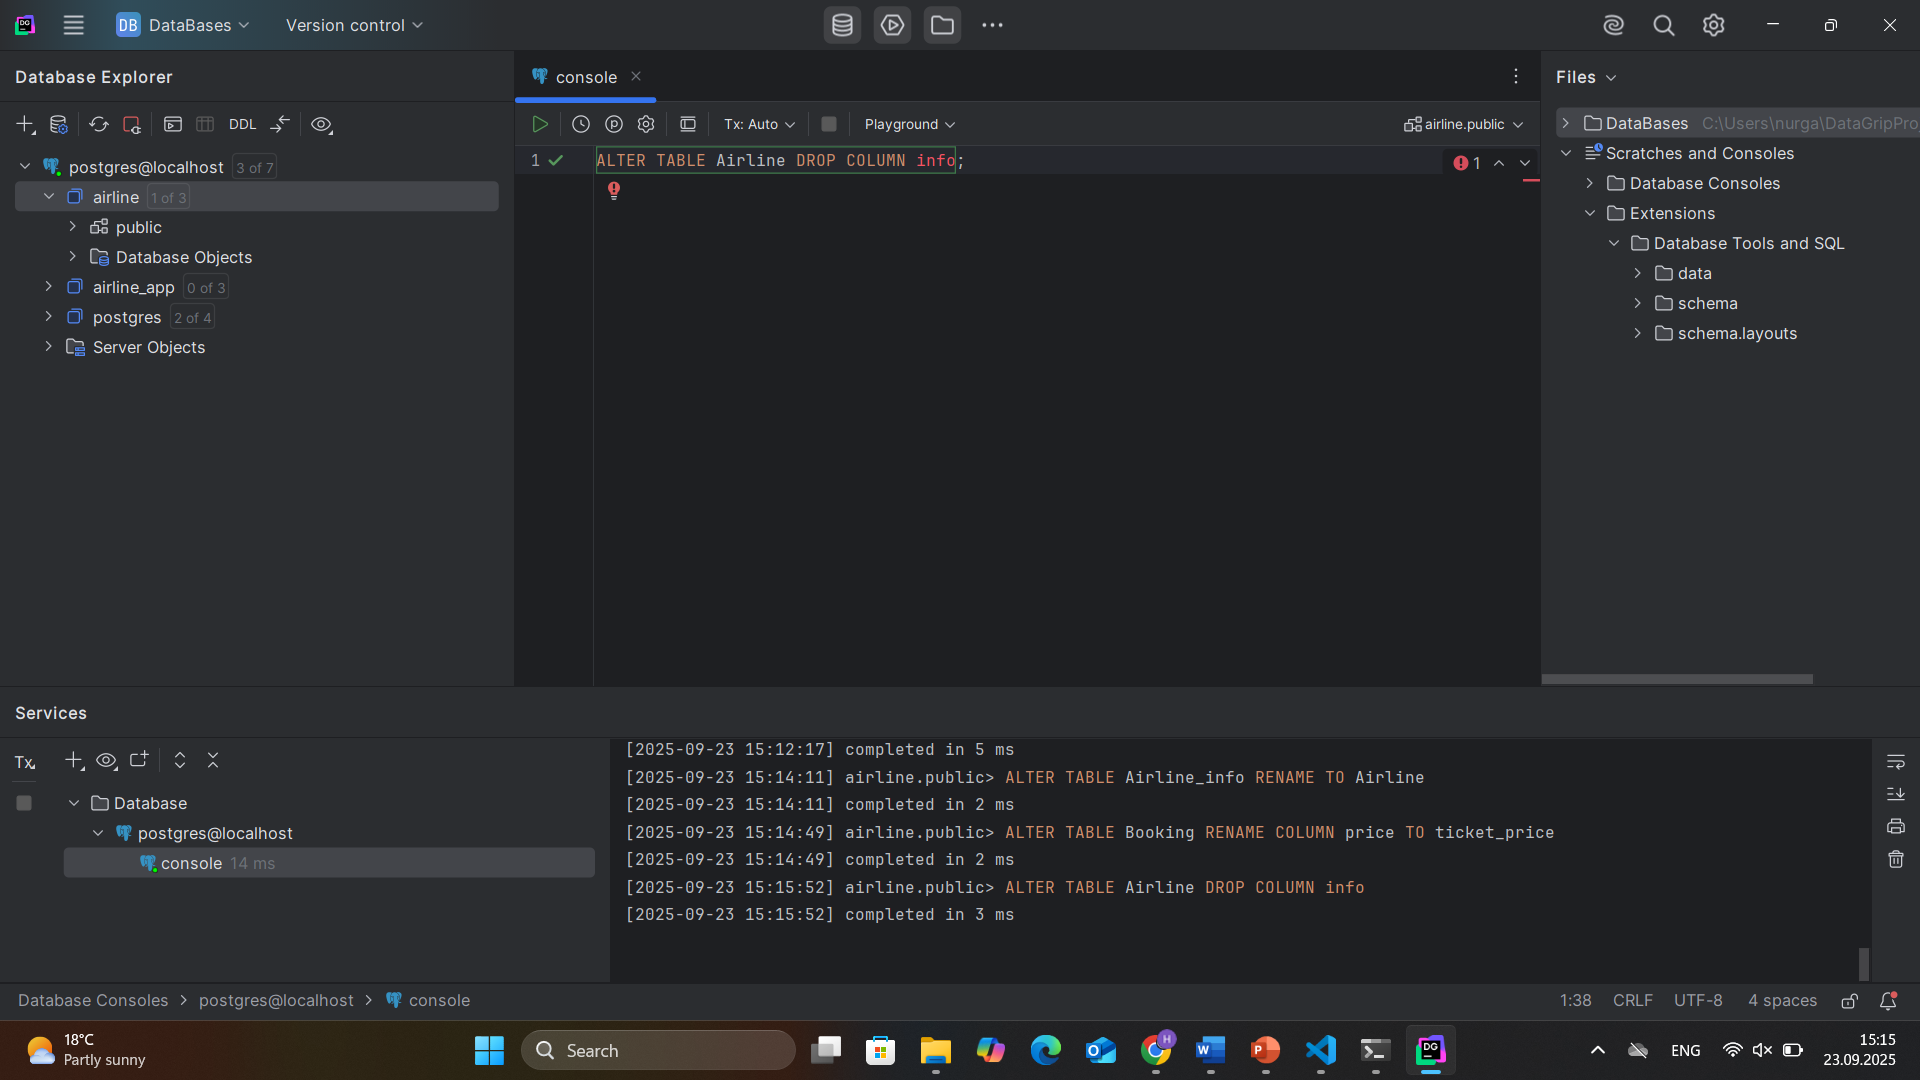 DB DataBases Version control
Database Explorer
DDL
postgres@localhost 3 of 7
airline 1 of 3
public
Database Objects
airline_app 0 of 3
postgres 2 of 4
Server Objects
console
Tx: Auto Playground airline.public
1 ALTER TABLE Airline DROP COLUMN info;
1
Files
DataBases C:\Users\nurga\DataGripPro
Scratches and Consoles
Database Consoles
Extensions
Database Tools and SQL
data
schema
schema.layouts
Services
Tx
Database
postgres@localhost
console 14 ms
[2025-09-23 15:12:17] completed in 5 ms
[2025-09-23 15:14:11] airline.public> ALTER TABLE Airline_info RENAME TO Airline
[2025-09-23 15:14:11] completed in 2 ms
[2025-09-23 15:14:49] airline.public> ALTER TABLE Booking RENAME COLUMN price TO ticket_price
[2025-09-23 15:14:49] completed in 2 ms
[2025-09-23 15:15:52] airline.public> ALTER TABLE Airline DROP COLUMN info
[2025-09-23 15:15:52] completed in 3 ms
Database Consoles > postgres@localhost > console
1:38 CRLF UTF-8 4 spaces
18°C
Partly sunny
Search
ENG
15:15
23.09.2025